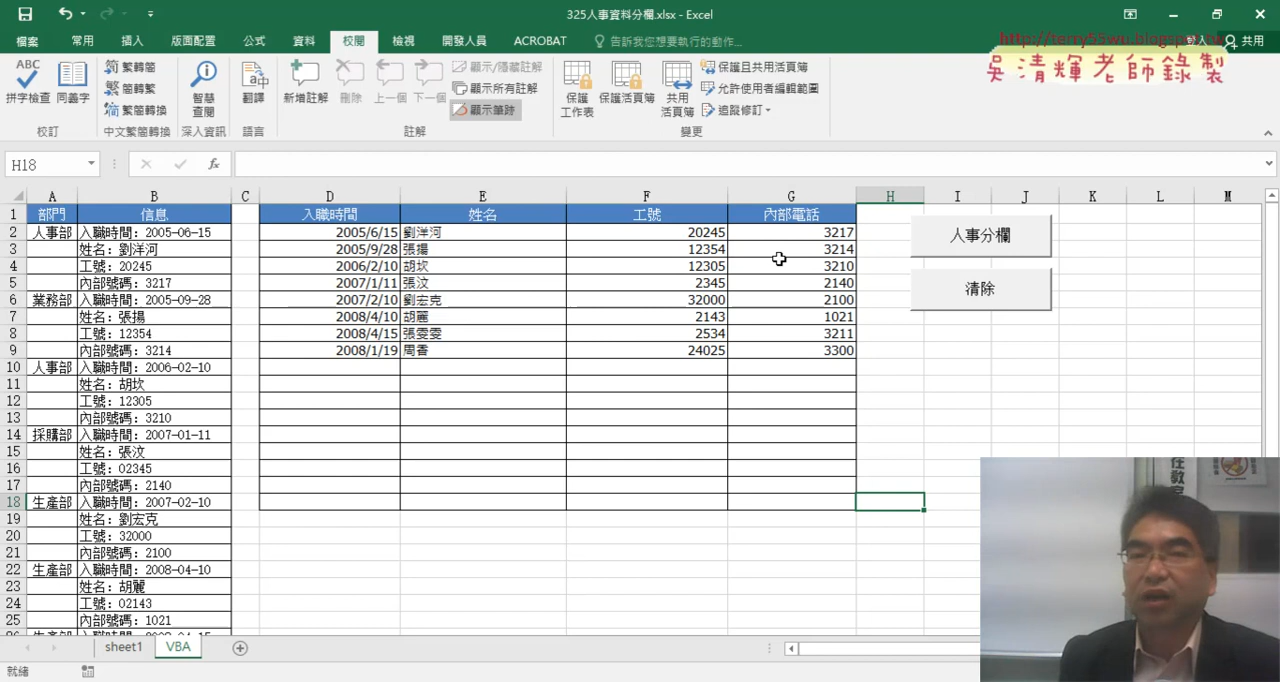 325人事資料分欄.xlsx - Excel
http://terry55wu.blogspot.tw
吳清輝老師錄製
檔案 常用 插入 版面配置 公式 資料 校閱 檢視 開發人員 ACROBAT 告訴我您想要執行的動作... 登入 共用
ABC 繁轉簡 顯示/隱藏註解 保護且共用活頁簿
簡轉繁 顯示所有註解 允許使用者編輯範圍
繁簡轉換 顯示筆跡 追蹤修訂
拼字檢查 同義字 智慧查閱 翻譯 新增註解 刪除 上一個 下一個 保護工作表 保護活頁簿 共用活頁簿
校訂 中文繁簡轉換 深入資訊 語言 註解 變更
H18 fx
A B C D E F G H I J K L M
1 部門 信息 入職時間 姓名 工號 內部電話
2 人事部 入職時間：2005-06-15 2005/6/15 劉洋河 20245 3217
3 姓名：劉洋河 2005/9/28 張揚 12354 3214
4 工號：20245 2006/2/10 胡坎 12305 3210
5 內部號碼：3217 2007/1/11 張汶 2345 2140
6 業務部 入職時間：2005-09-28 2007/2/10 劉宏克 32000 2100
7 姓名：張揚 2008/4/10 胡麗 2143 1021
8 工號：12354 2008/4/15 張雯雯 2534 3211
9 內部號碼：3214 2008/1/19 周香 24025 3300
10 人事部 入職時間：2006-02-10
11 姓名：胡坎
12 工號：12305
13 內部號碼：3210
14 採購部 入職時間：2007-01-11
15 姓名：張汶
16 工號：02345
17 內部號碼：2140
18 生產部 入職時間：2007-02-10
19 姓名：劉宏克
20 工號：32000
21 內部號碼：2100
22 生產部 入職時間：2008-04-10
23 姓名：胡麗
24 工號：02143
25 內部號碼：1021
人事分欄
清除
在教室
sheet1 VBA
就緒